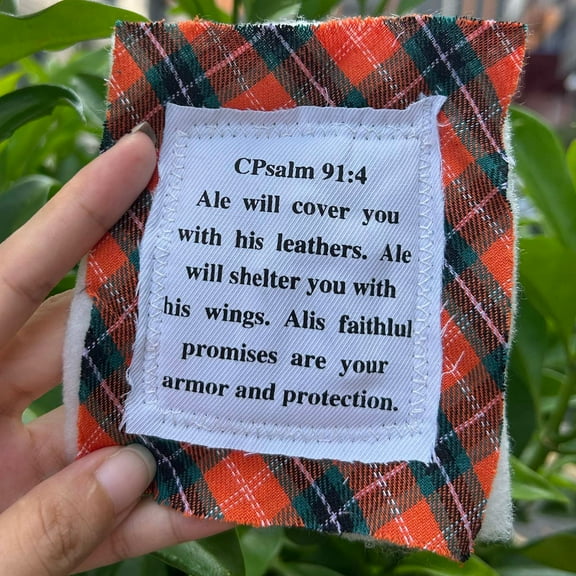 CPsalm 91:4
Ale will cover you
with his leathers. Ale
will shelter you with
his wings. Alis faithful
promises are your
armor and protection.